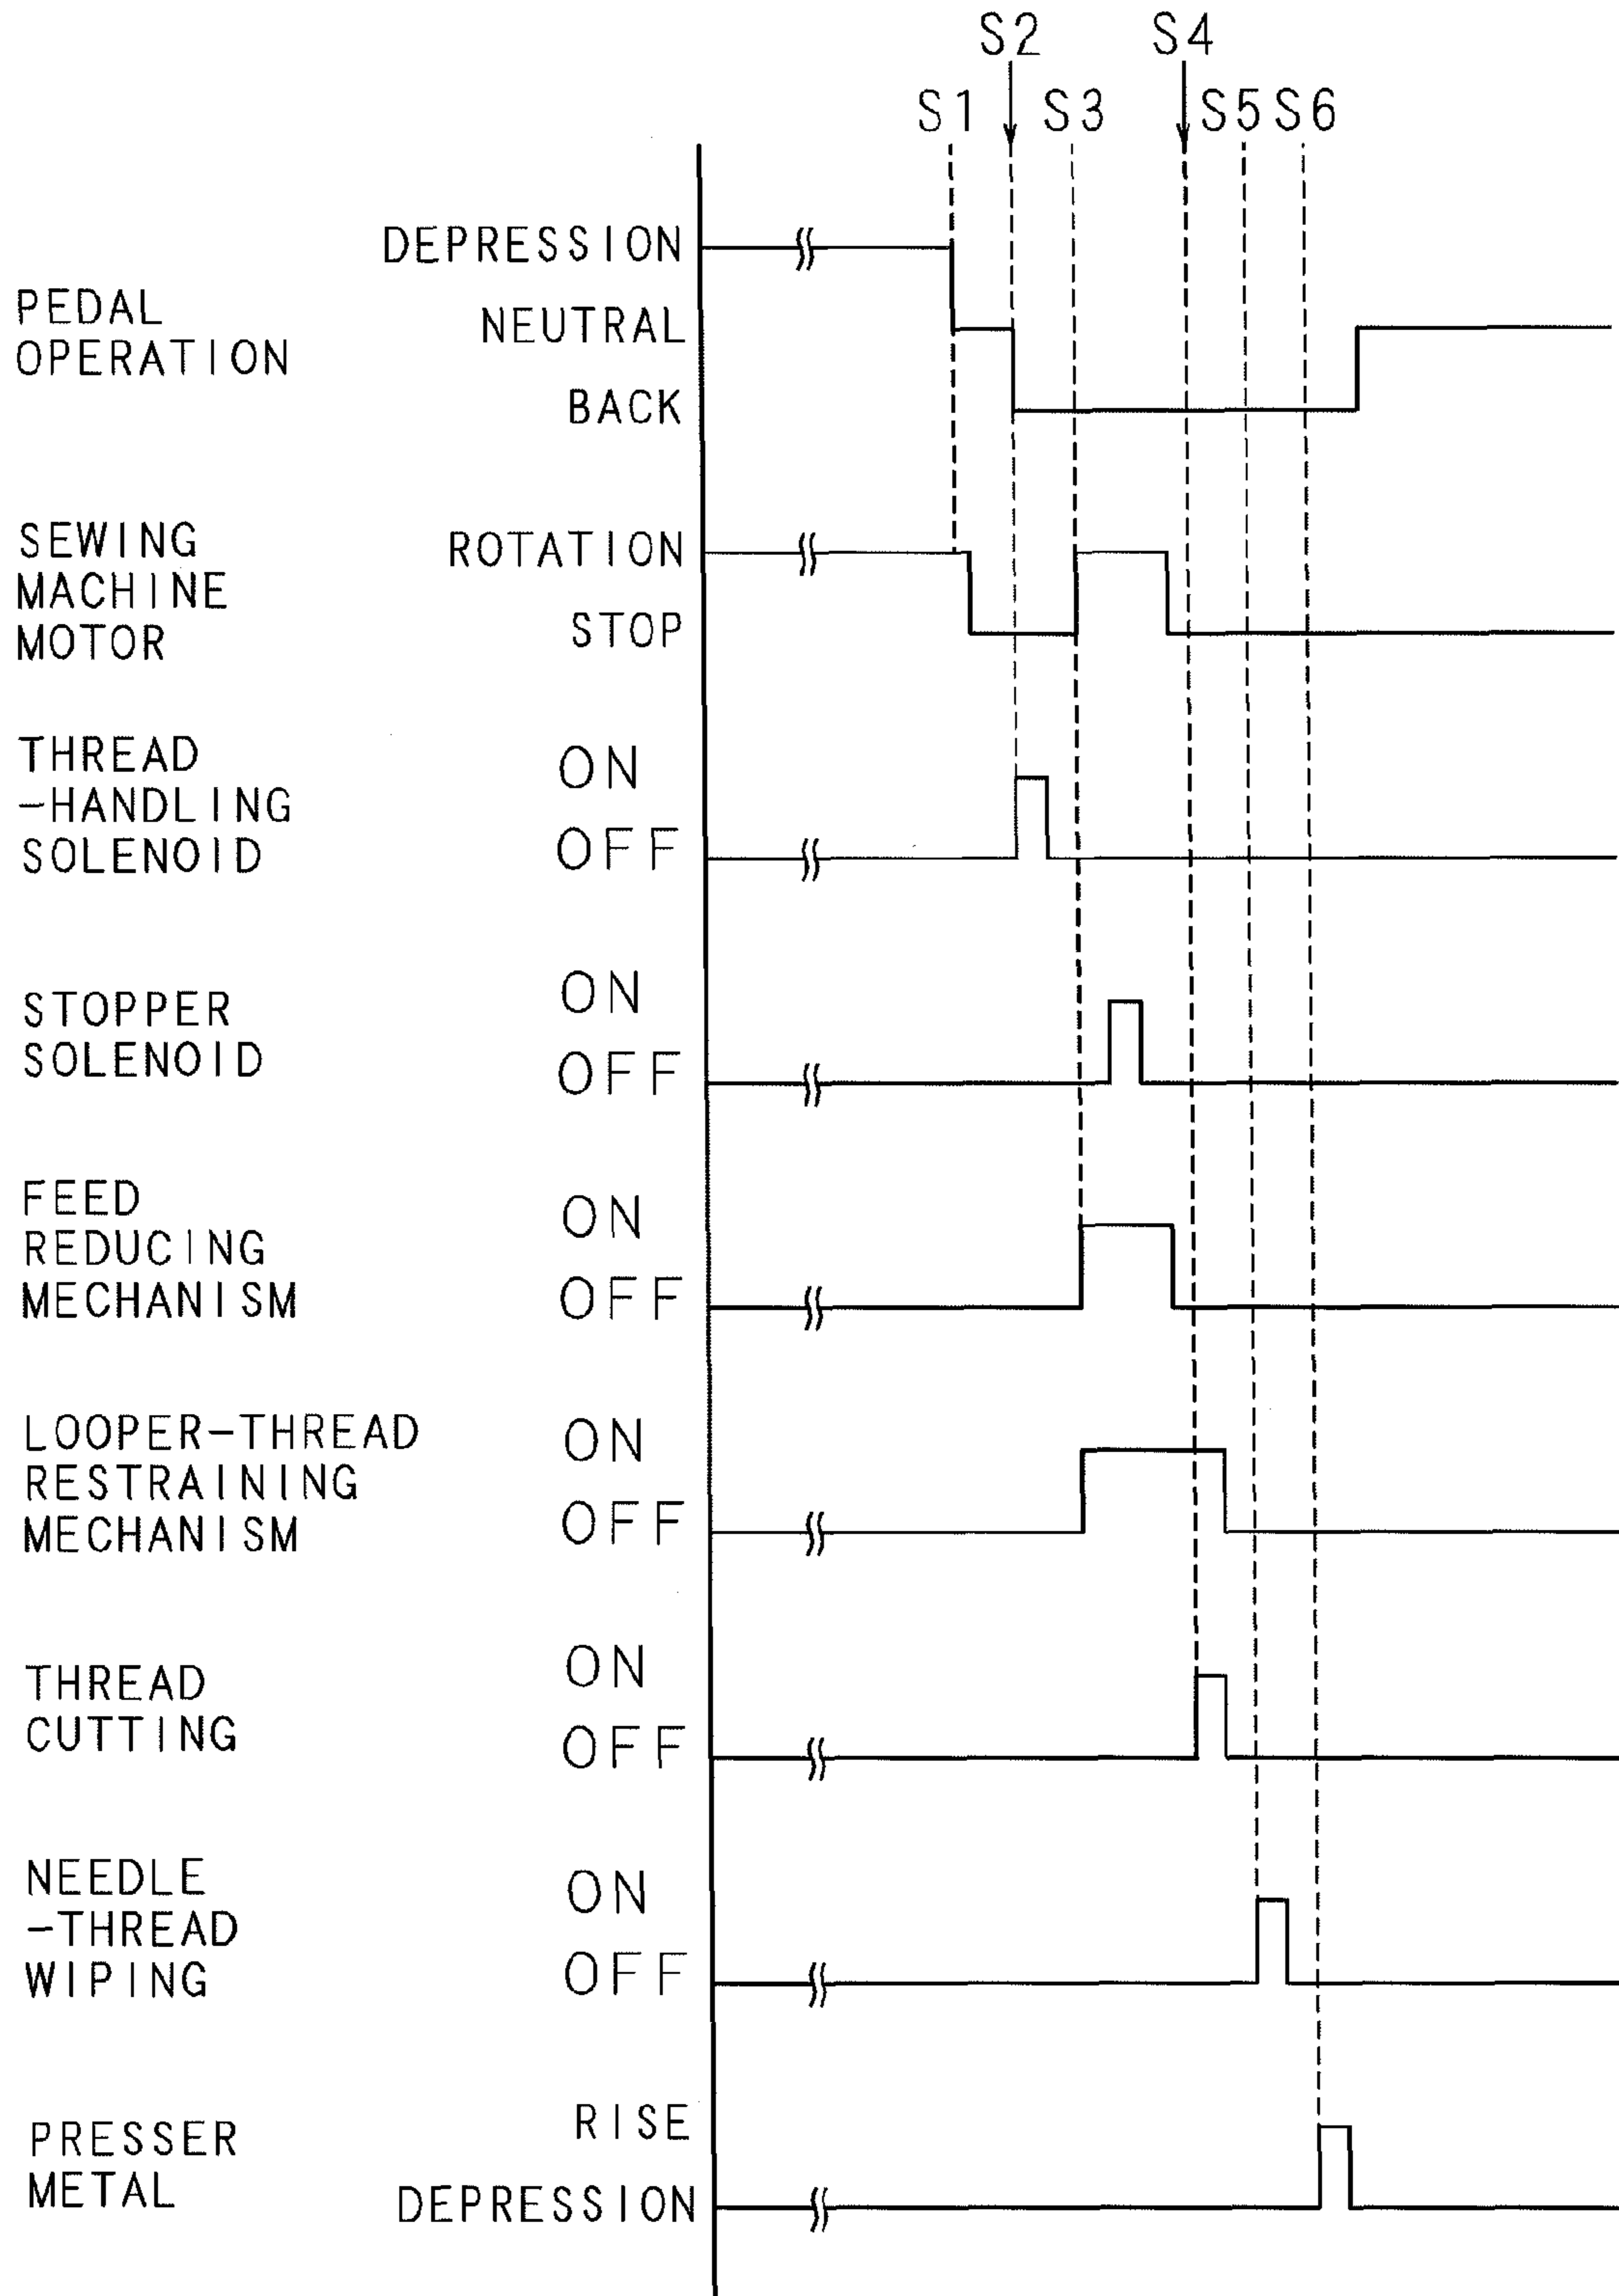 S2 S4
S1 S3 S5 S6
DEPRESSION
PEDAL
OPERATION
NEUTRAL
BACK
SEWING
MACHINE
MOTOR
ROTATION
STOP
THREAD
-HANDLING
SOLENOID
ON
OFF
STOPPER
SOLENOID
ON
OFF
FEED
REDUCING
MECHANISM
ON
OFF
LOOPER-THREAD
RESTRAINING
MECHANISM
ON
OFF
THREAD
CUTTING
ON
OFF
NEEDLE
-THREAD
WIPING
ON
OFF
PRESSER
METAL
RISE
DEPRESSION